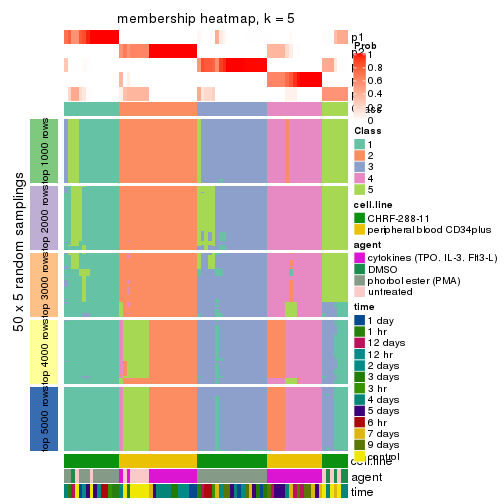 membership heatmap, k = 5
p1
Prob
1
0.8
0.6
0.4
0.2
0
Class
1
2
3
4
5
cell.line
CHRF-288-11
peripheral blood CD34plus
agent
cytokines (TPO. IL-3. Flt3-L)
DMSO
phorbol ester (PMA)
untreated
time
1 day
1 hr
12 days
12 hr
2 days
3 days
3 hr
4 days
5 days
6 hr
7 days
9 days
control
50 x 5 random samplings
top 1000 rows
top 2000 rows
top 3000 rows
top 4000 rows
top 5000 rows
cell.line
agent
time